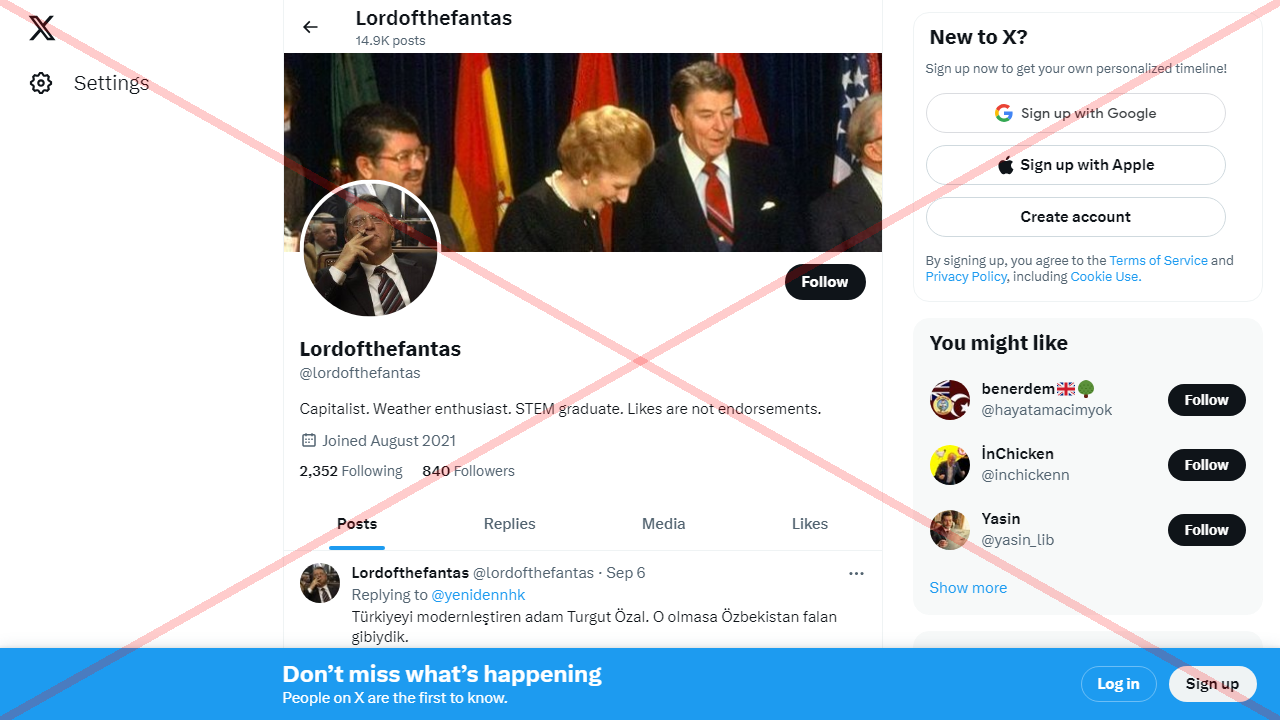 Settings
Lordofthefantas
14.9K posts
Follow
Lordofthefantas
@lordofthefantas
Capitalist. Weather enthusiast. STEM graduate. Likes are not endorsements.
Joined August 2021
2,352 Following 840 Followers
Posts Replies Media Likes
Lordofthefantas @lordofthefantas · Sep 6
Replying to @yenidennhk
Türkiyeyi modernleştiren adam Turgut Özal. O olmasa Özbekistan falan
gibiydik.
New to X?
Sign up now to get your own personalized timeline!
Sign up with Google
Sign up with Apple
Create account
By signing up, you agree to the Terms of Service and
Privacy Policy, including Cookie Use.
You might like
benerdem🇬🇧🌳
@hayatamacimyok
Follow
İnChicken
@inchickenn
Follow
Yasin
@yasin_lib
Follow
Show more
Don’t miss what’s happening
People on X are the first to know.
Log in
Sign up